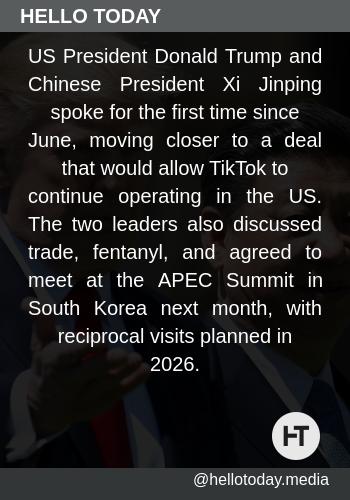 HELLO TODAY
US President Donald Trump and
Chinese President Xi Jinping
spoke for the first time since
June, moving closer to a deal
that would allow TikTok to
continue operating in the US.
The two leaders also discussed
trade, fentanyl, and agreed to
meet at the APEC Summit in
South Korea next month, with
reciprocal visits planned in
2026.
HT
@hellotoday.media